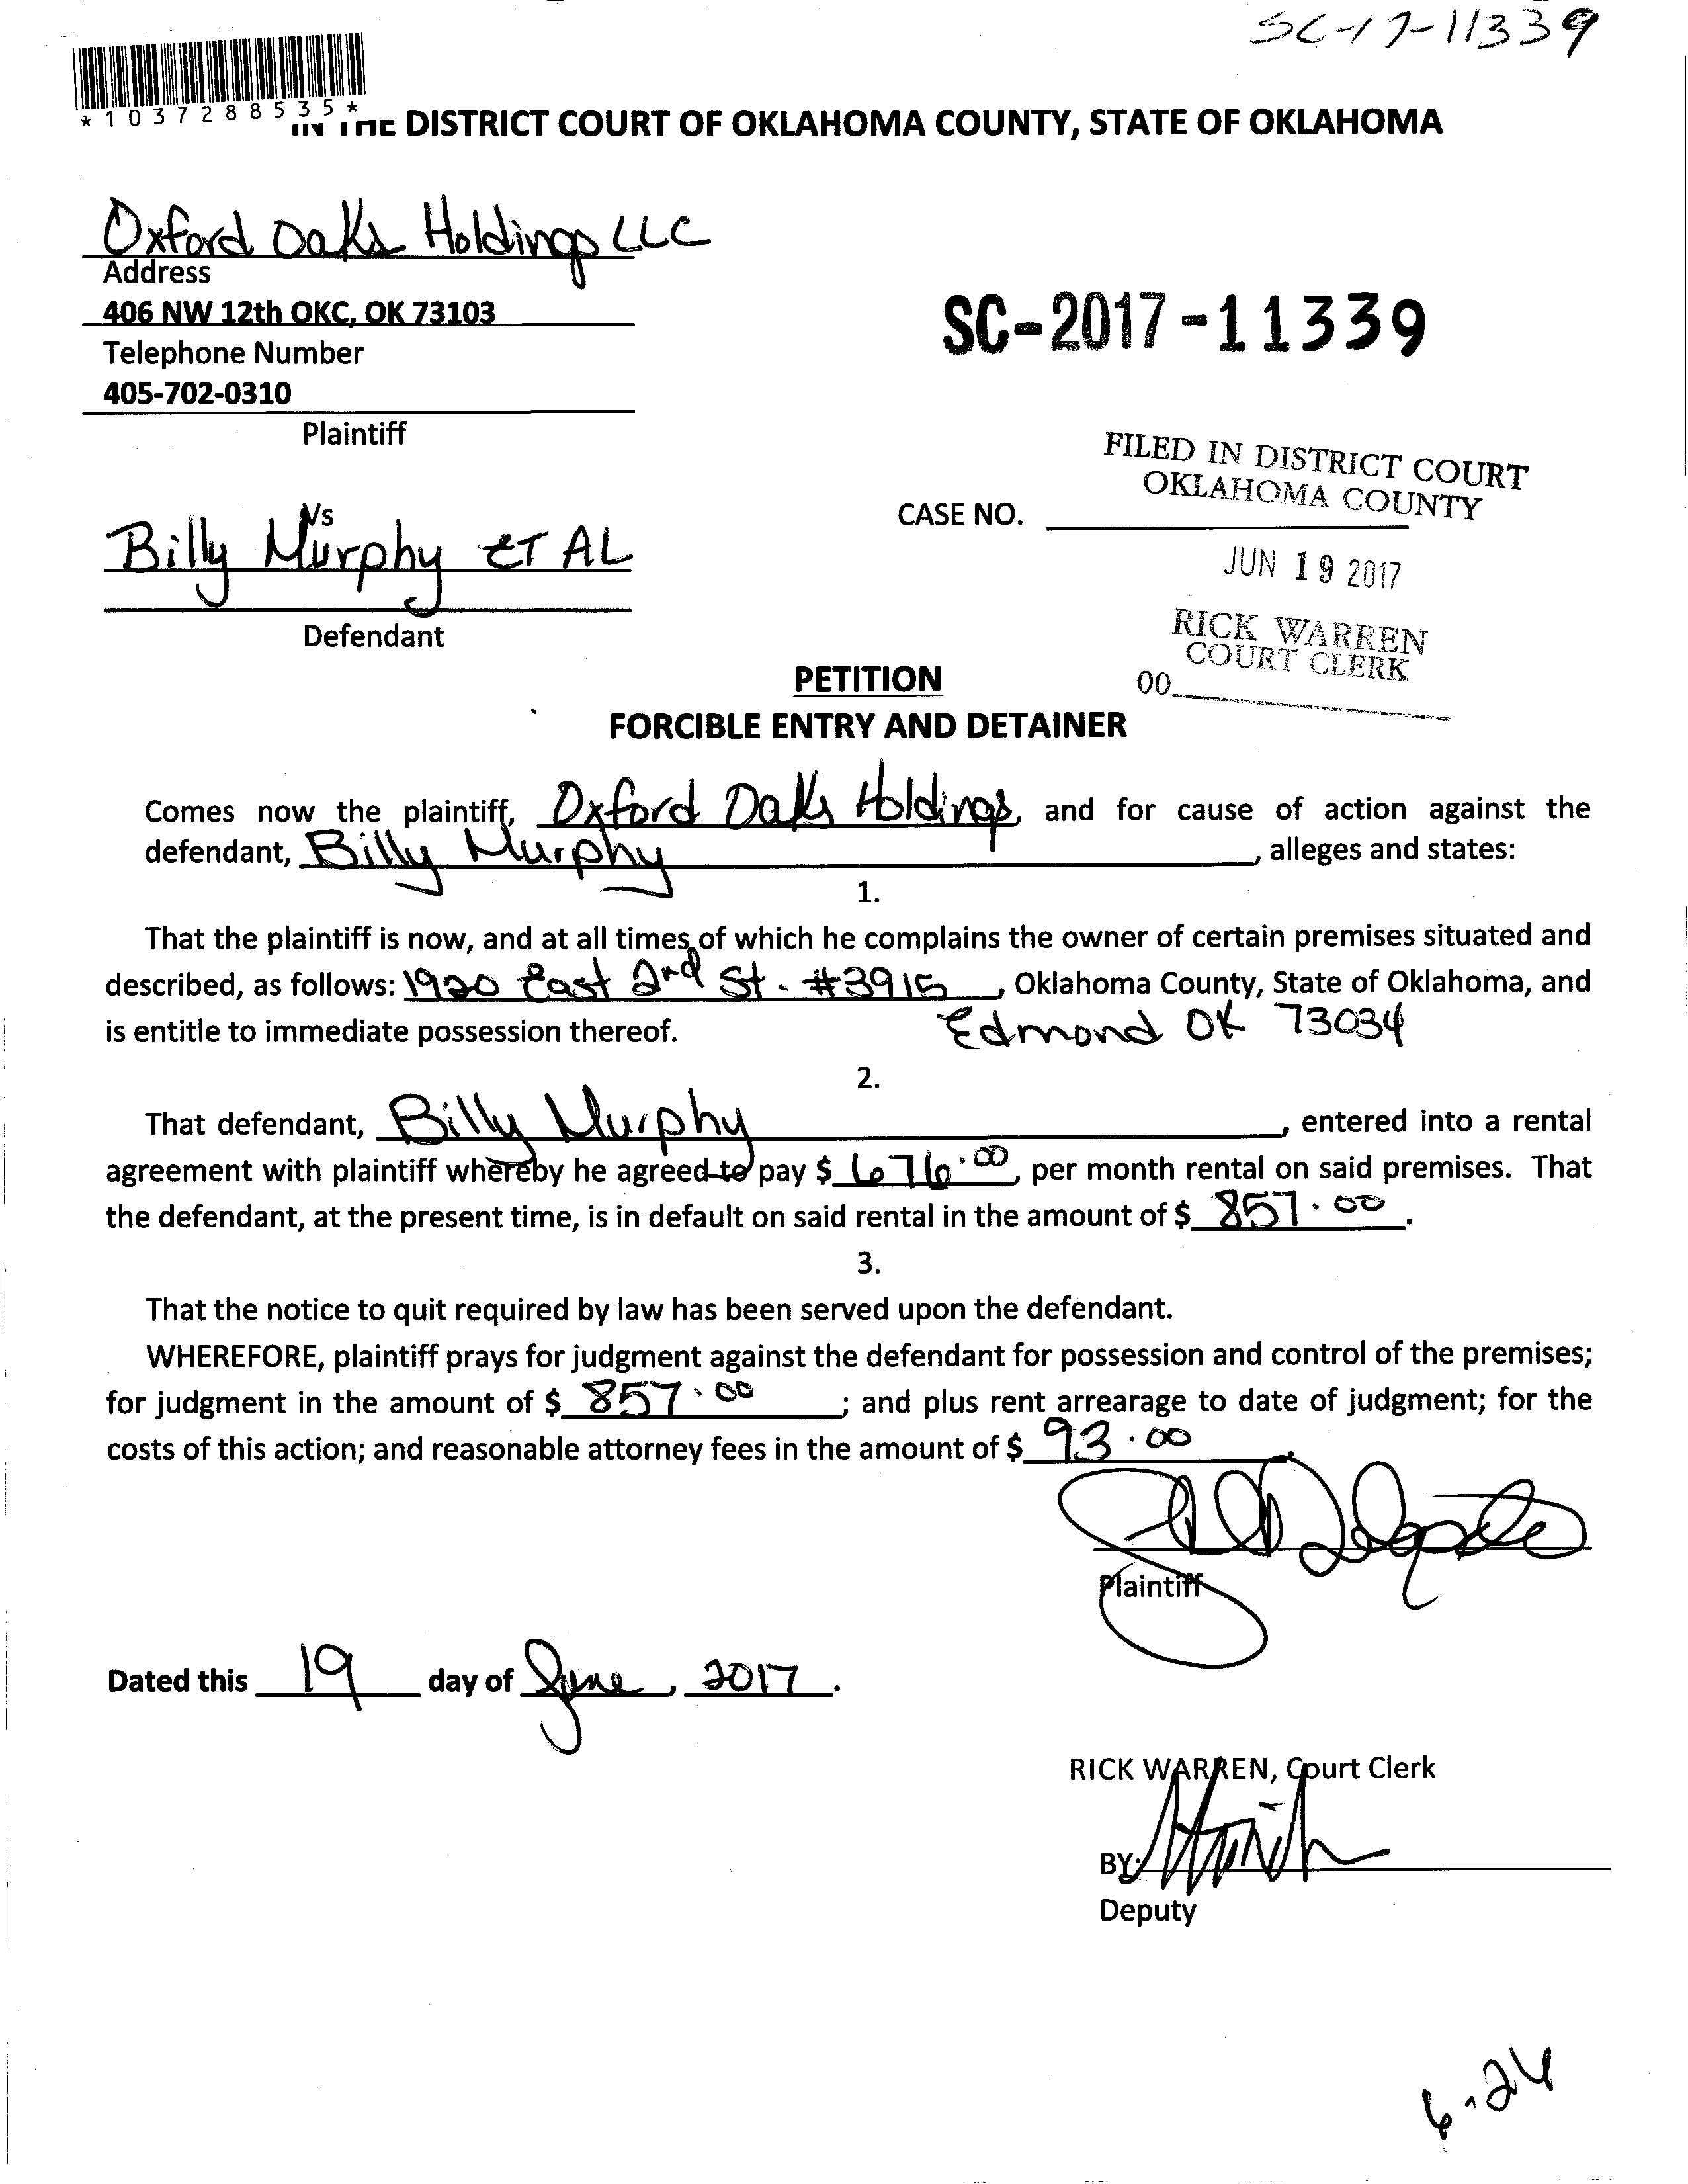 SC-17-11339
*1037288535*
IN THE DISTRICT COURT OF OKLAHOMA COUNTY, STATE OF OKLAHOMA
Oxford Oaks Holdings LLC
Address
406 NW 12th OKC, OK 73103
Telephone Number
405-702-0310
Plaintiff
SC-2017-11339
FILED IN DISTRICT COURT
OKLAHOMA COUNTY
Vs
CASE NO.
Billy Murphy ET AL
JUN 19 2017
Defendant
RICK WARREN
COURT CLERK
00
PETITION
FORCIBLE ENTRY AND DETAINER
Comes now the plaintiff, Oxford Oaks Holdings, and for cause of action against the
defendant, Billy Murphy, alleges and states:
1.
That the plaintiff is now, and at all times of which he complains the owner of certain premises situated and
described, as follows: 1920 East 2nd St. #3915, Oklahoma County, State of Oklahoma, and
is entitle to immediate possession thereof. Edmond OK 73034
2.
That defendant, Billy Murphy, entered into a rental
agreement with plaintiff whereby he agreed to pay $ 676.00, per month rental on said premises. That
the defendant, at the present time, is in default on said rental in the amount of $ 857.00.
3.
That the notice to quit required by law has been served upon the defendant.
WHEREFORE, plaintiff prays for judgment against the defendant for possession and control of the premises;
for judgment in the amount of $ 857.00; and plus rent arrearage to date of judgment; for the
costs of this action; and reasonable attorney fees in the amount of $ 93.00.
Plaintiff
Dated this 19 day of June, 2017.
RICK WARREN, Court Clerk
BY:
Deputy